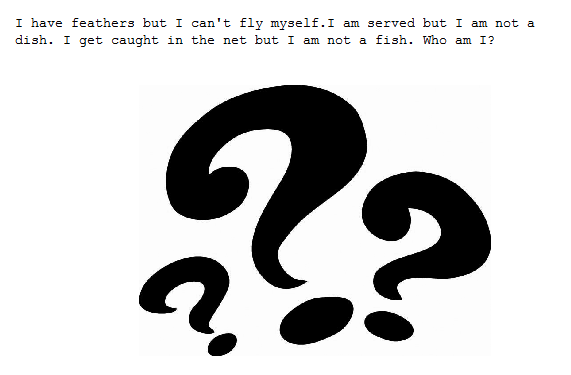 I have feathers but I can't fly myself.I am served but I am not a
dish. I get caught in the net but I am not a fish. Who am I?